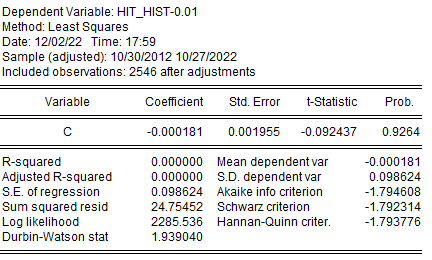 Dependent Variable: HIT_HIST-0.01
Method: Least Squares
Date: 12/02/22 Time: 17:59
Sample (adjusted): 10/30/2012 10/27/2022
Included observations: 2546 after adjustments
Variable Coefficient Std. Error t-Statistic Prob.
C -0.000181 0.001955 -0.092437 0.9264
R-squared 0.000000 Mean dependent var -0.000181
Adjusted R-squared 0.000000 S.D. dependent var 0.098624
S.E. of regression 0.098624 Akaike info criterion -1.794608
Sum squared resid 24.75452 Schwarz criterion -1.792314
Log likelihood 2285.536 Hannan-Quinn criter. -1.793776
Durbin-Watson stat 1.939040